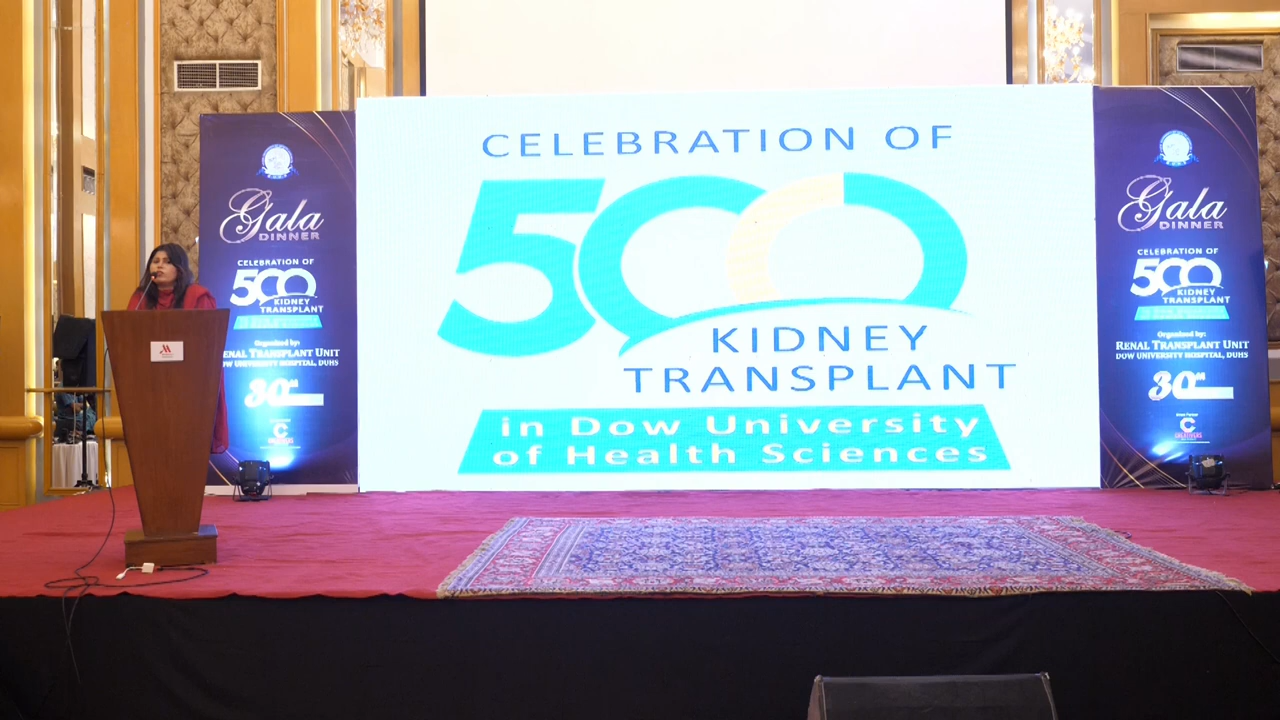 CELEBRATION OF
500
KIDNEY
TRANSPLANT
in Dow University
of Health Sciences
Gala
DINNER
CELEBRATION OF
500
KIDNEY
TRANSPLANT
Organized by:
RENAL TRANSPLANT UNIT
DOW UNIVERSITY HOSPITAL, DUHS
30
Gala
DINNER
CELEBRATION OF
500
KIDNEY
TRANSPLANT
Organized by:
RENAL TRANSPLANT UNIT
DOW UNIVERSITY HOSPITAL, DUHS
30